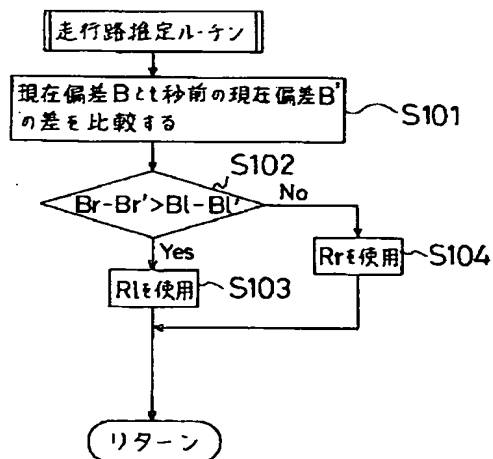 走行路推定ルーチン
現在偏差Bとt秒前の現在偏差B'
の差を比較する
S101
S102
Br-Br'>Bl-Bl'
No
Yes
Rrを使用
S104
Rlを使用
S103
リターン